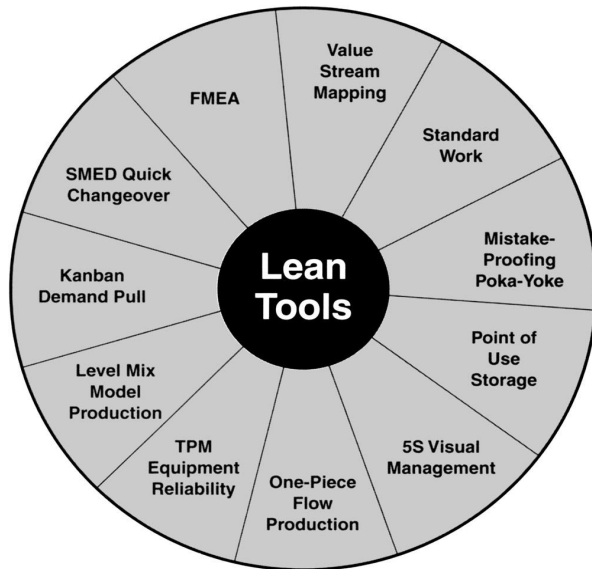 Lean
Tools
Value
Stream
Mapping
Standard
Work
Mistake-
Proofing
Poka-Yoke
Point of
Use
Storage
5S Visual
Management
One-Piece
Flow
Production
TPM
Equipment
Reliability
Level Mix
Model
Production
Kanban
Demand Pull
SMED Quick
Changeover
FMEA